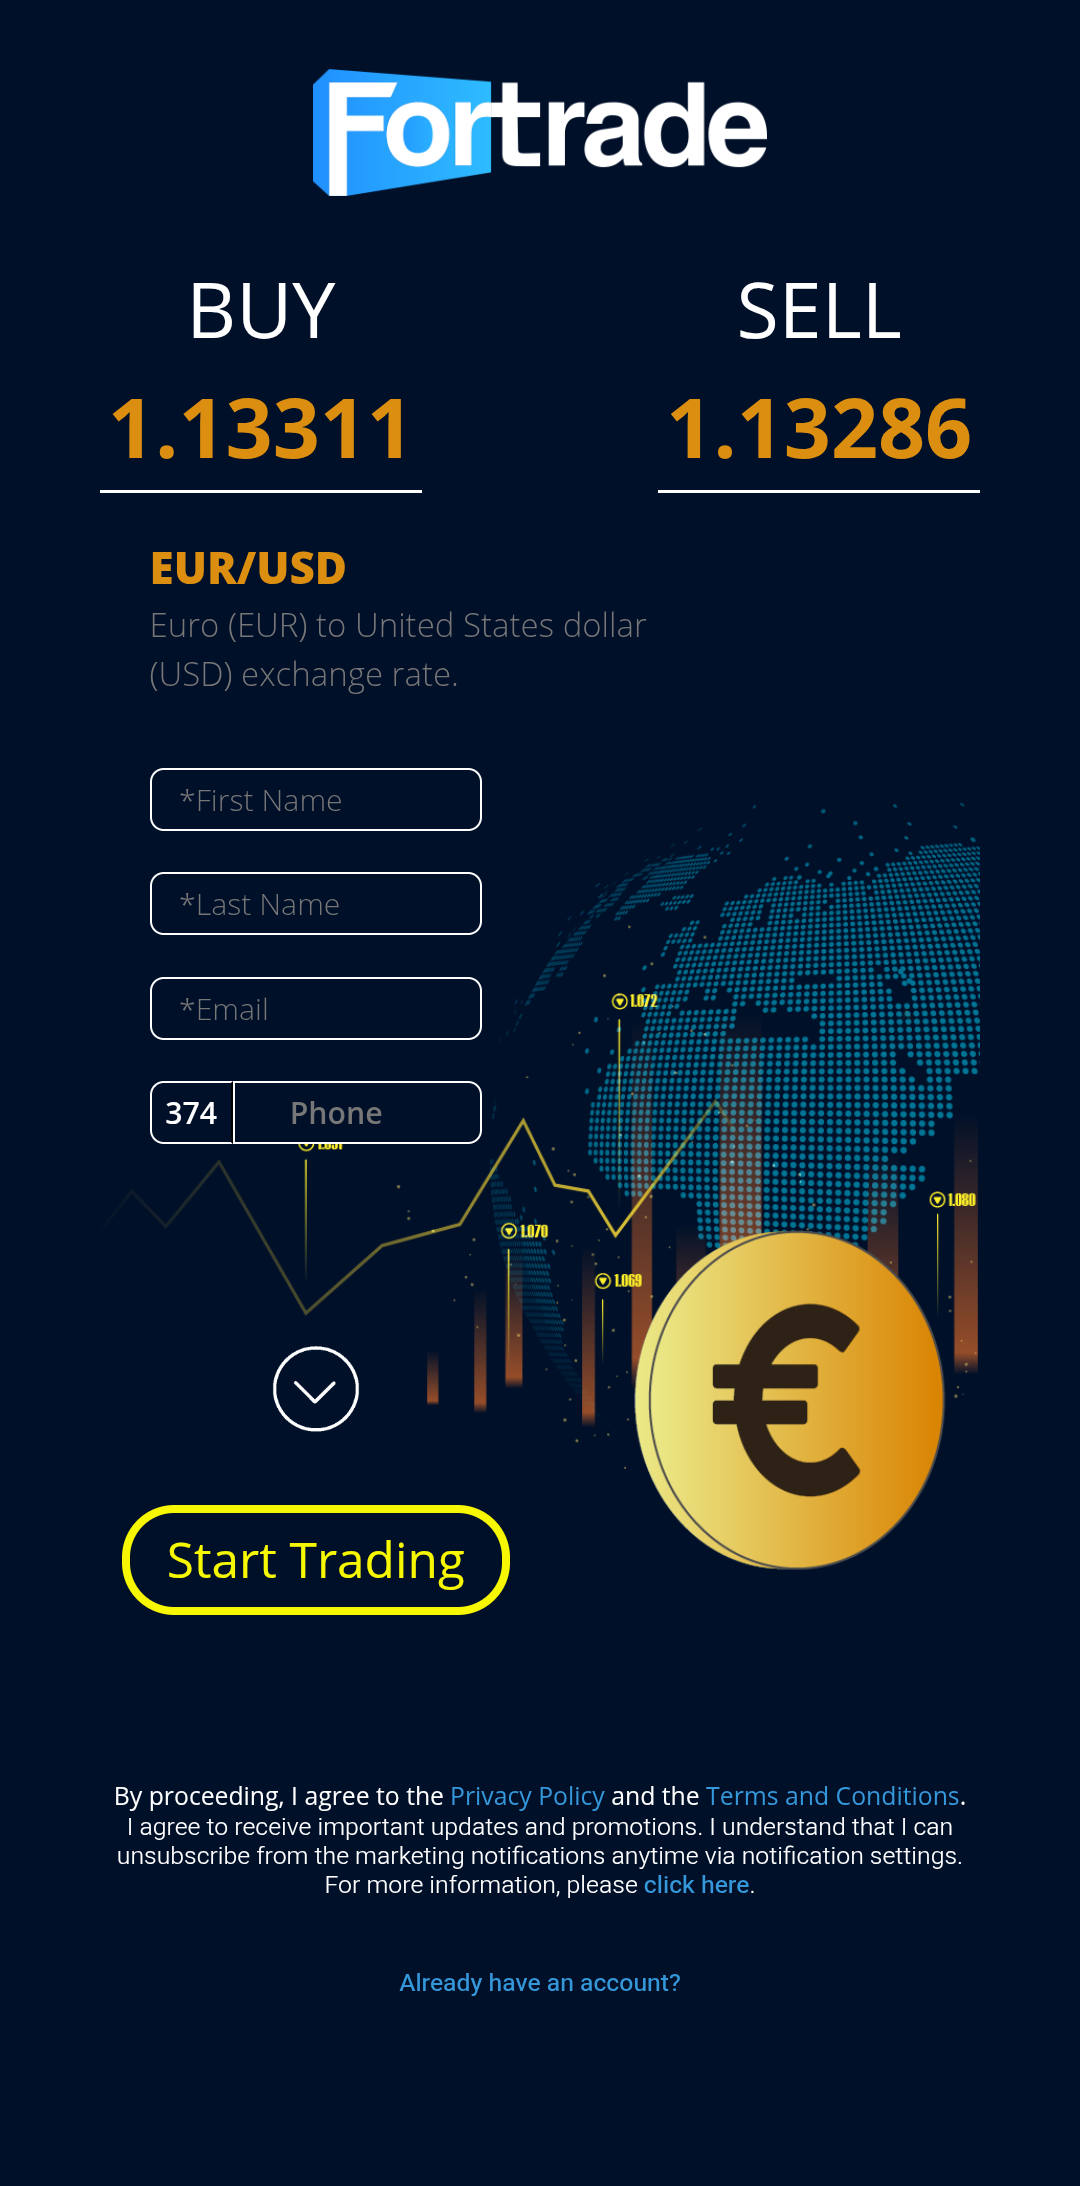 Fortrade
BUY
SELL
1.13311
1.13286
EUR/USD
Euro (EUR) to United States dollar
(USD) exchange rate.
*First Name
*Last Name
*Email
374 Phone
1.072
1.080
1.070
1.069
€
Start Trading
By proceeding, I agree to the Privacy Policy and the Terms and Conditions.
I agree to receive important updates and promotions. I understand that I can
unsubscribe from the marketing notifications anytime via notification settings.
For more information, please click here.
Already have an account?